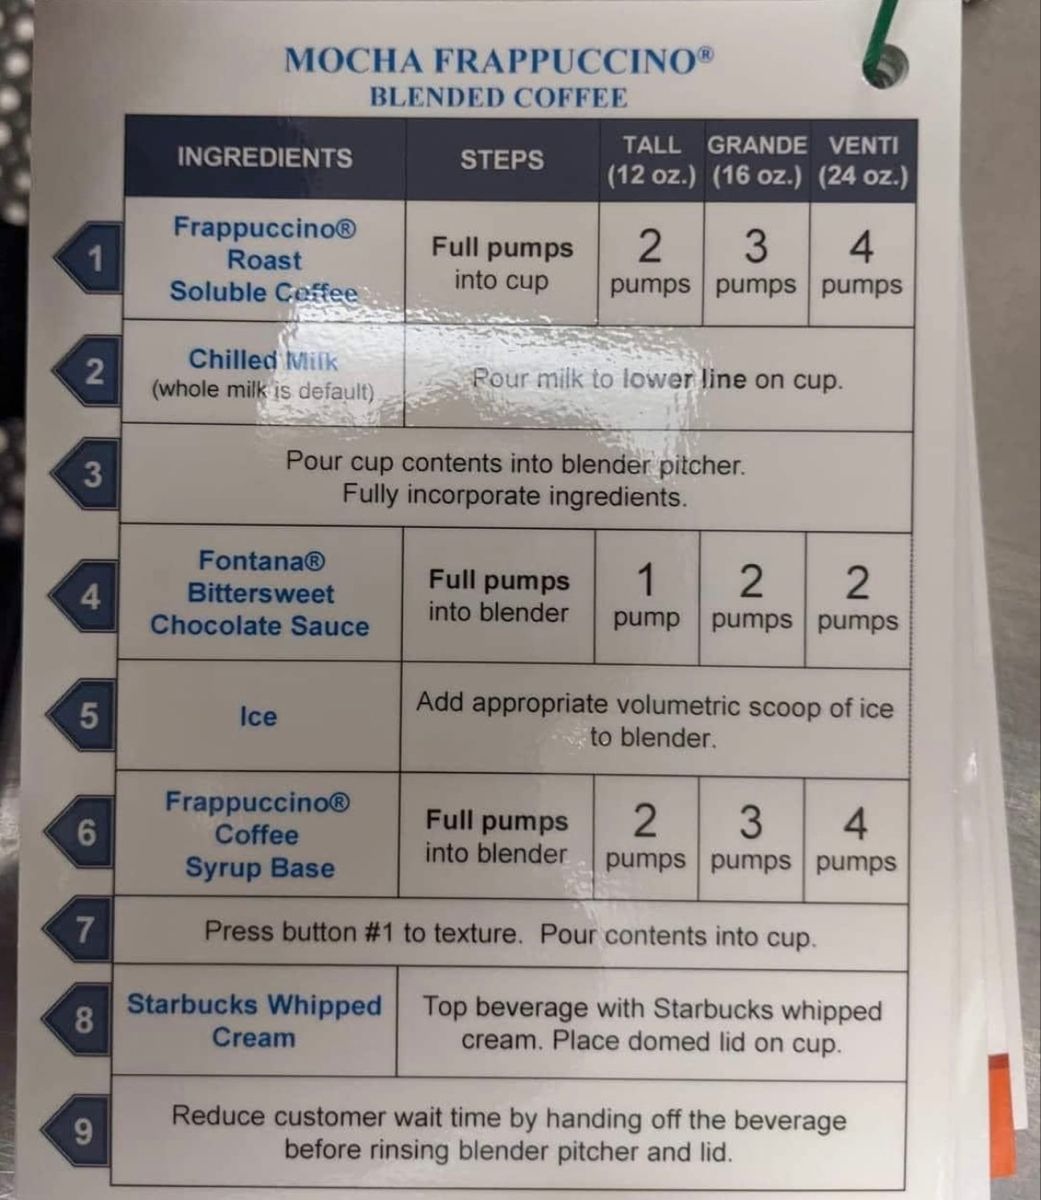 MOCHA FRAPPUCCINO®
BLENDED COFFEE
INGREDIENTS STEPS TALL (12 oz.) GRANDE (16 oz.) VENTI (24 oz.)
1
Frappuccino®
Roast
Soluble Coffee
Full pumps
into cup
2 pumps
3 pumps
4 pumps
2
Chilled Milk
(whole milk is default)
Pour milk to lower line on cup.
3
Pour cup contents into blender pitcher.
Fully incorporate ingredients.
4
Fontana®
Bittersweet
Chocolate Sauce
Full pumps
into blender
1 pump
2 pumps
2 pumps
5
Ice
Add appropriate volumetric scoop of ice
to blender.
6
Frappuccino®
Coffee
Syrup Base
Full pumps
into blender
2 pumps
3 pumps
4 pumps
7
Press button #1 to texture. Pour contents into cup.
8
Starbucks Whipped
Cream
Top beverage with Starbucks whipped
cream. Place domed lid on cup.
9
Reduce customer wait time by handing off the beverage
before rinsing blender pitcher and lid.